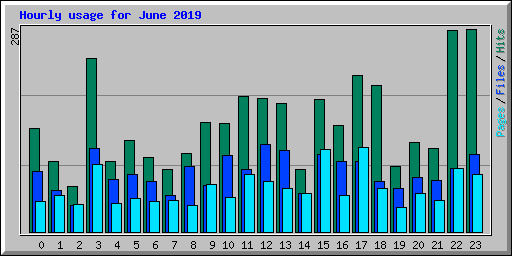 Hourly usage for June 2019
287
Pages / Files / Hits
0 1 2 3 4 5 6 7 8 9 10 11 12 13 14 15 16 17 18 19 20 21 22 23